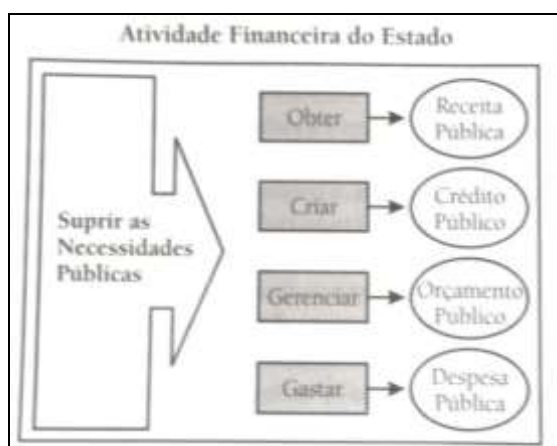 Atividade Financeira do Estado
Suprir as
Necessidades
Públicas
Obter
Receita
Pública
Criar
Crédito
Público
Gerenciar
Orçamento
Público
Gastar
Despesa
Pública